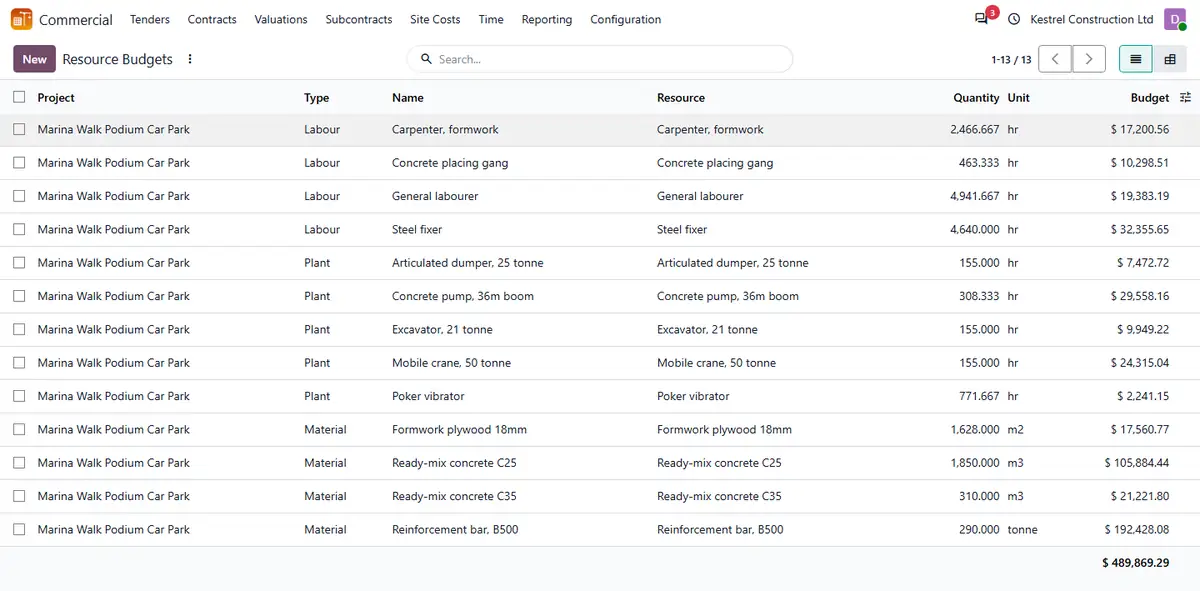 Commercial Tenders Contracts Valuations Subcontracts Site Costs Time Reporting Configuration 3 Kestrel Construction Ltd D
New Resource Budgets Search... 1-13 / 13
Project Type Name Resource Quantity Unit Budget
Marina Walk Podium Car Park Labour Carpenter, formwork Carpenter, formwork 2,466.667 hr $ 17,200.56
Marina Walk Podium Car Park Labour Concrete placing gang Concrete placing gang 463.333 hr $ 10,298.51
Marina Walk Podium Car Park Labour General labourer General labourer 4,941.667 hr $ 19,383.19
Marina Walk Podium Car Park Labour Steel fixer Steel fixer 4,640.000 hr $ 32,355.65
Marina Walk Podium Car Park Plant Articulated dumper, 25 tonne Articulated dumper, 25 tonne 155.000 hr $ 7,472.72
Marina Walk Podium Car Park Plant Concrete pump, 36m boom Concrete pump, 36m boom 308.333 hr $ 29,558.16
Marina Walk Podium Car Park Plant Excavator, 21 tonne Excavator, 21 tonne 155.000 hr $ 9,949.22
Marina Walk Podium Car Park Plant Mobile crane, 50 tonne Mobile crane, 50 tonne 155.000 hr $ 24,315.04
Marina Walk Podium Car Park Plant Poker vibrator Poker vibrator 771.667 hr $ 2,241.15
Marina Walk Podium Car Park Material Formwork plywood 18mm Formwork plywood 18mm 1,628.000 m2 $ 17,560.77
Marina Walk Podium Car Park Material Ready-mix concrete C25 Ready-mix concrete C25 1,850.000 m3 $ 105,884.44
Marina Walk Podium Car Park Material Ready-mix concrete C35 Ready-mix concrete C35 310.000 m3 $ 21,221.80
Marina Walk Podium Car Park Material Reinforcement bar, B500 Reinforcement bar, B500 290.000 tonne $ 192,428.08
$ 489,869.29